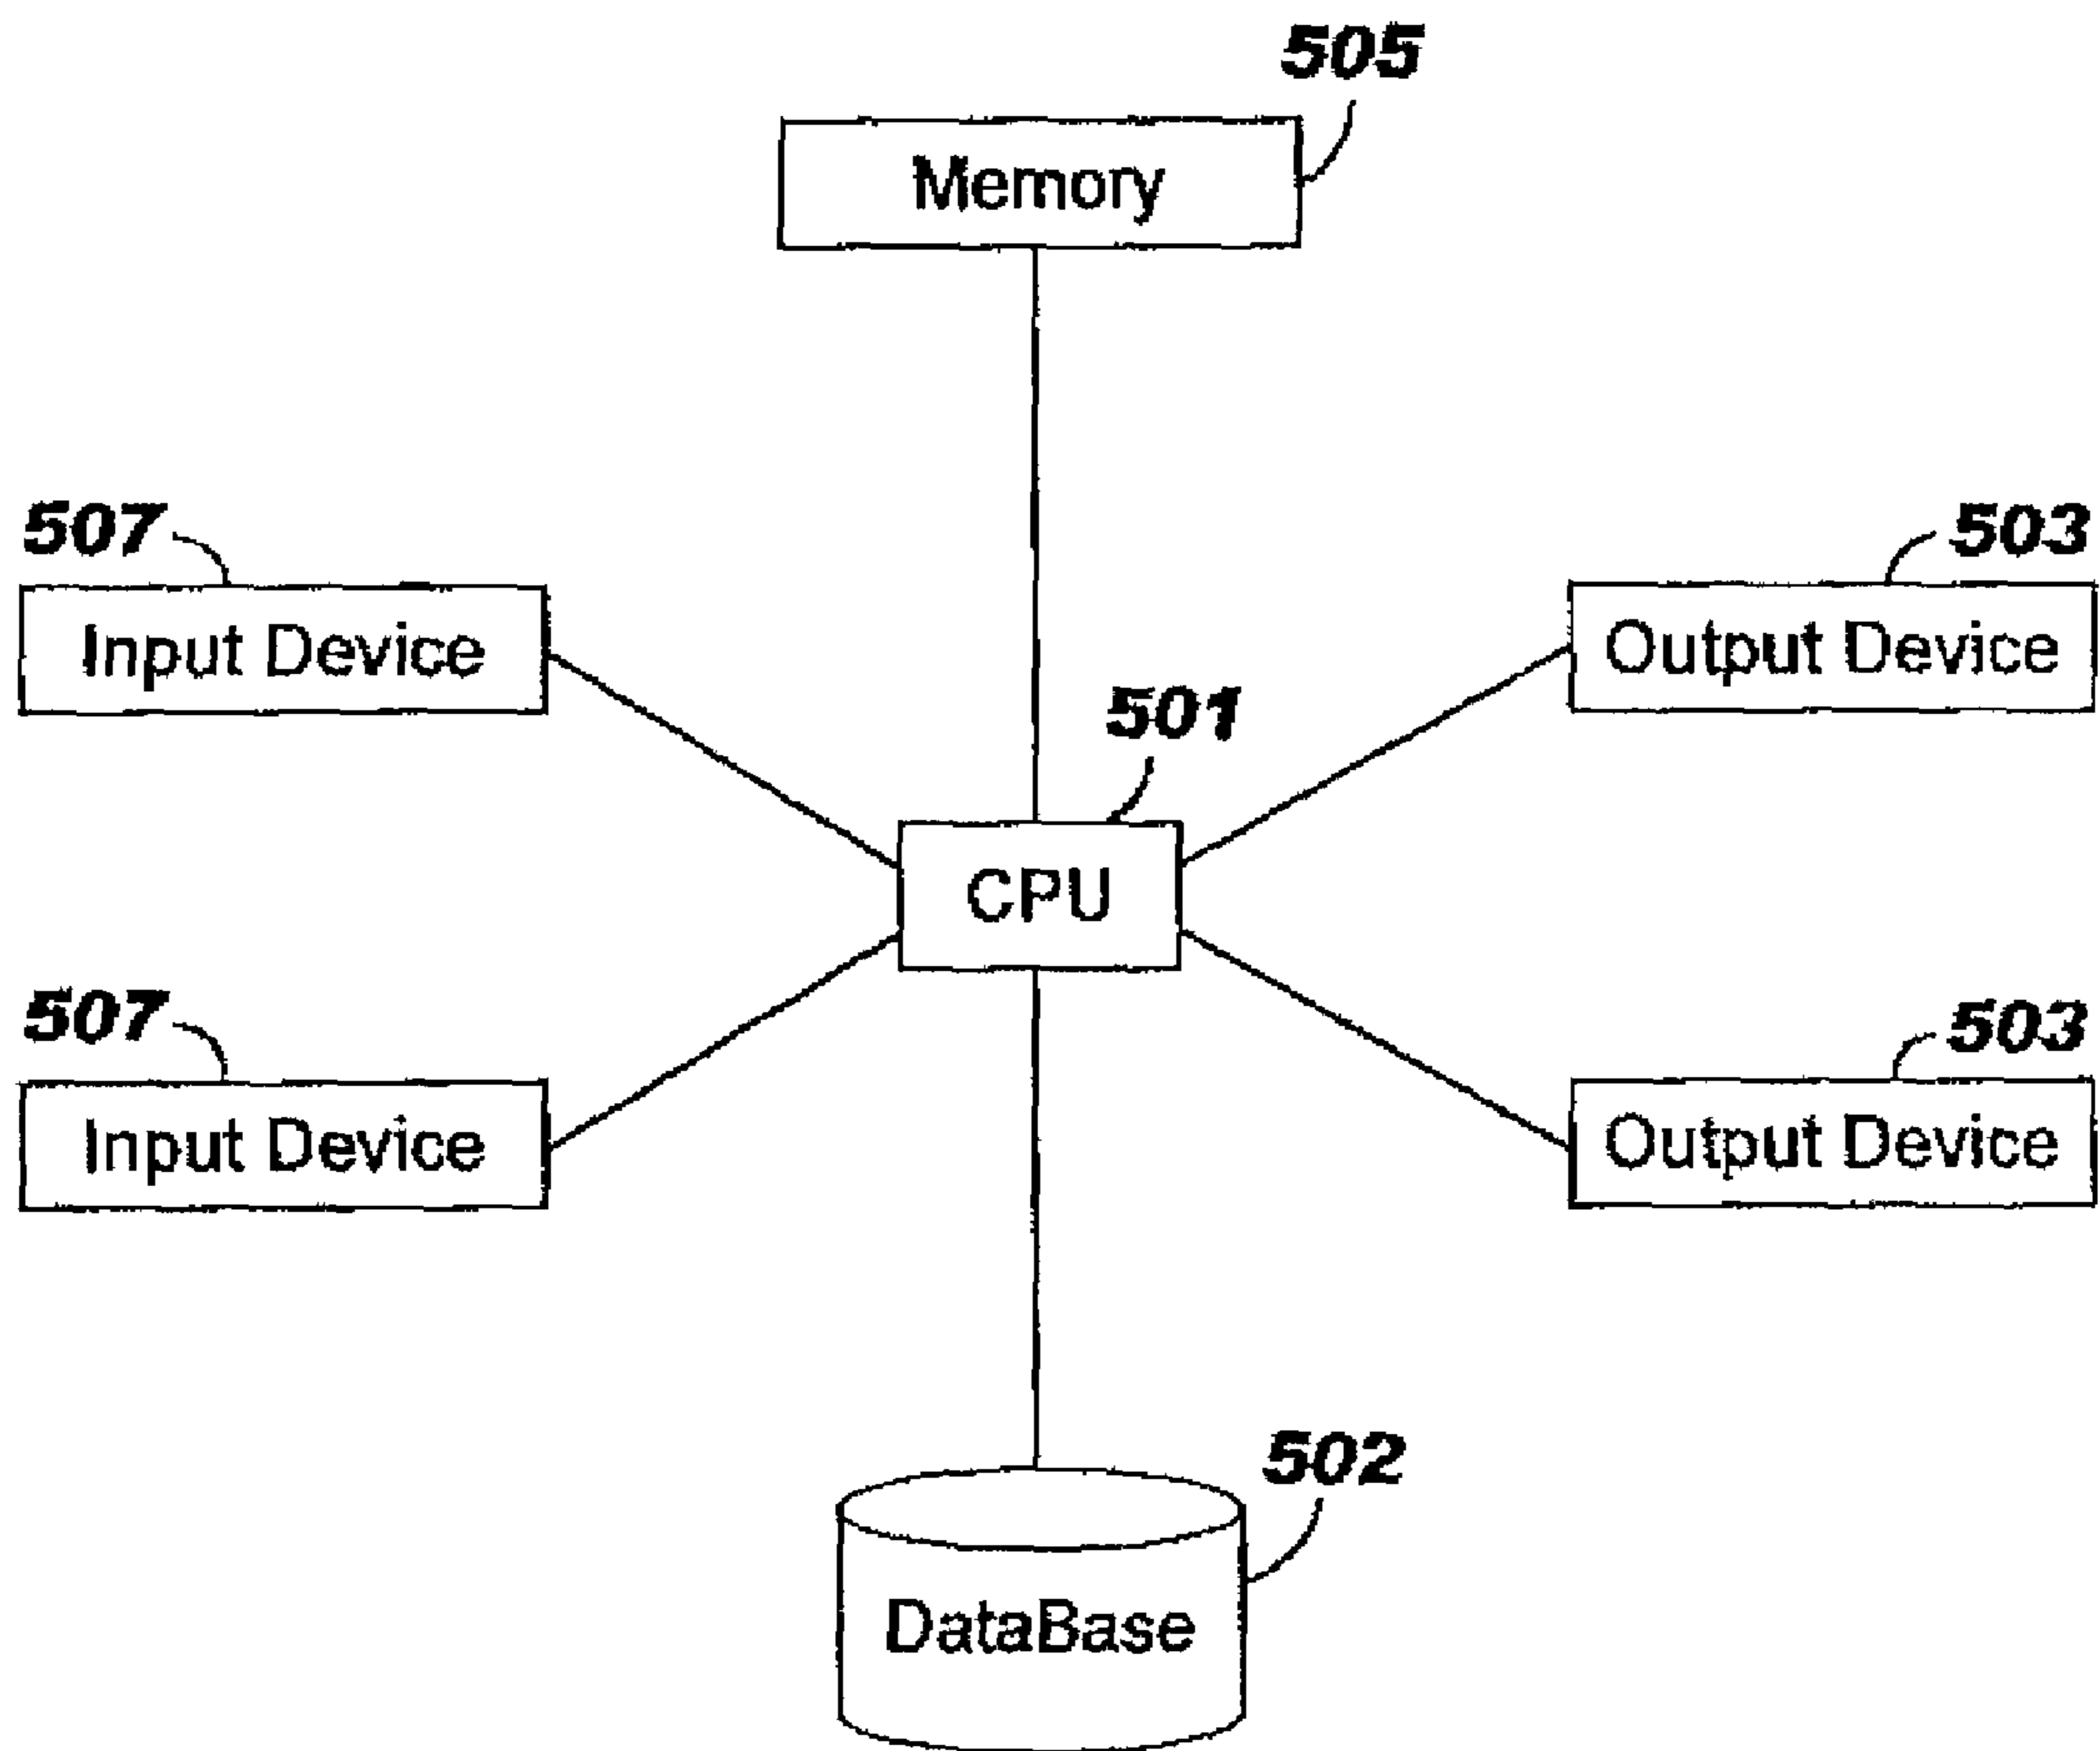 505
Memory
507
503
Input Device
Output Device
501
CPU
507
503
Input Device
Output Device
502
DataBase